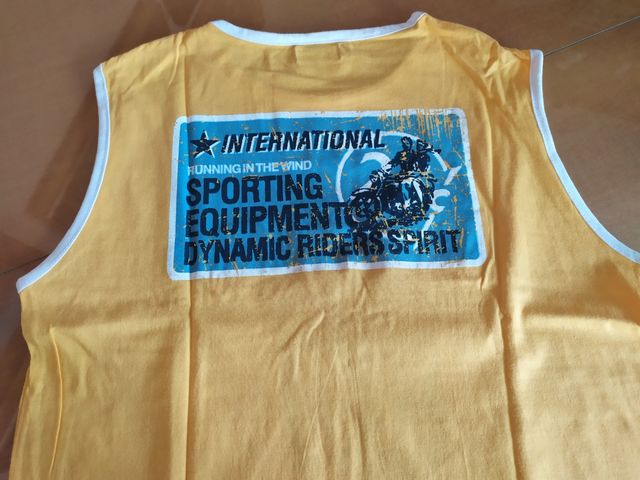 INTERNATIONAL
RUNNING IN THE WIND
SPORTING
EQUIPMENT
DYNAMIC RIDERS SPIRIT